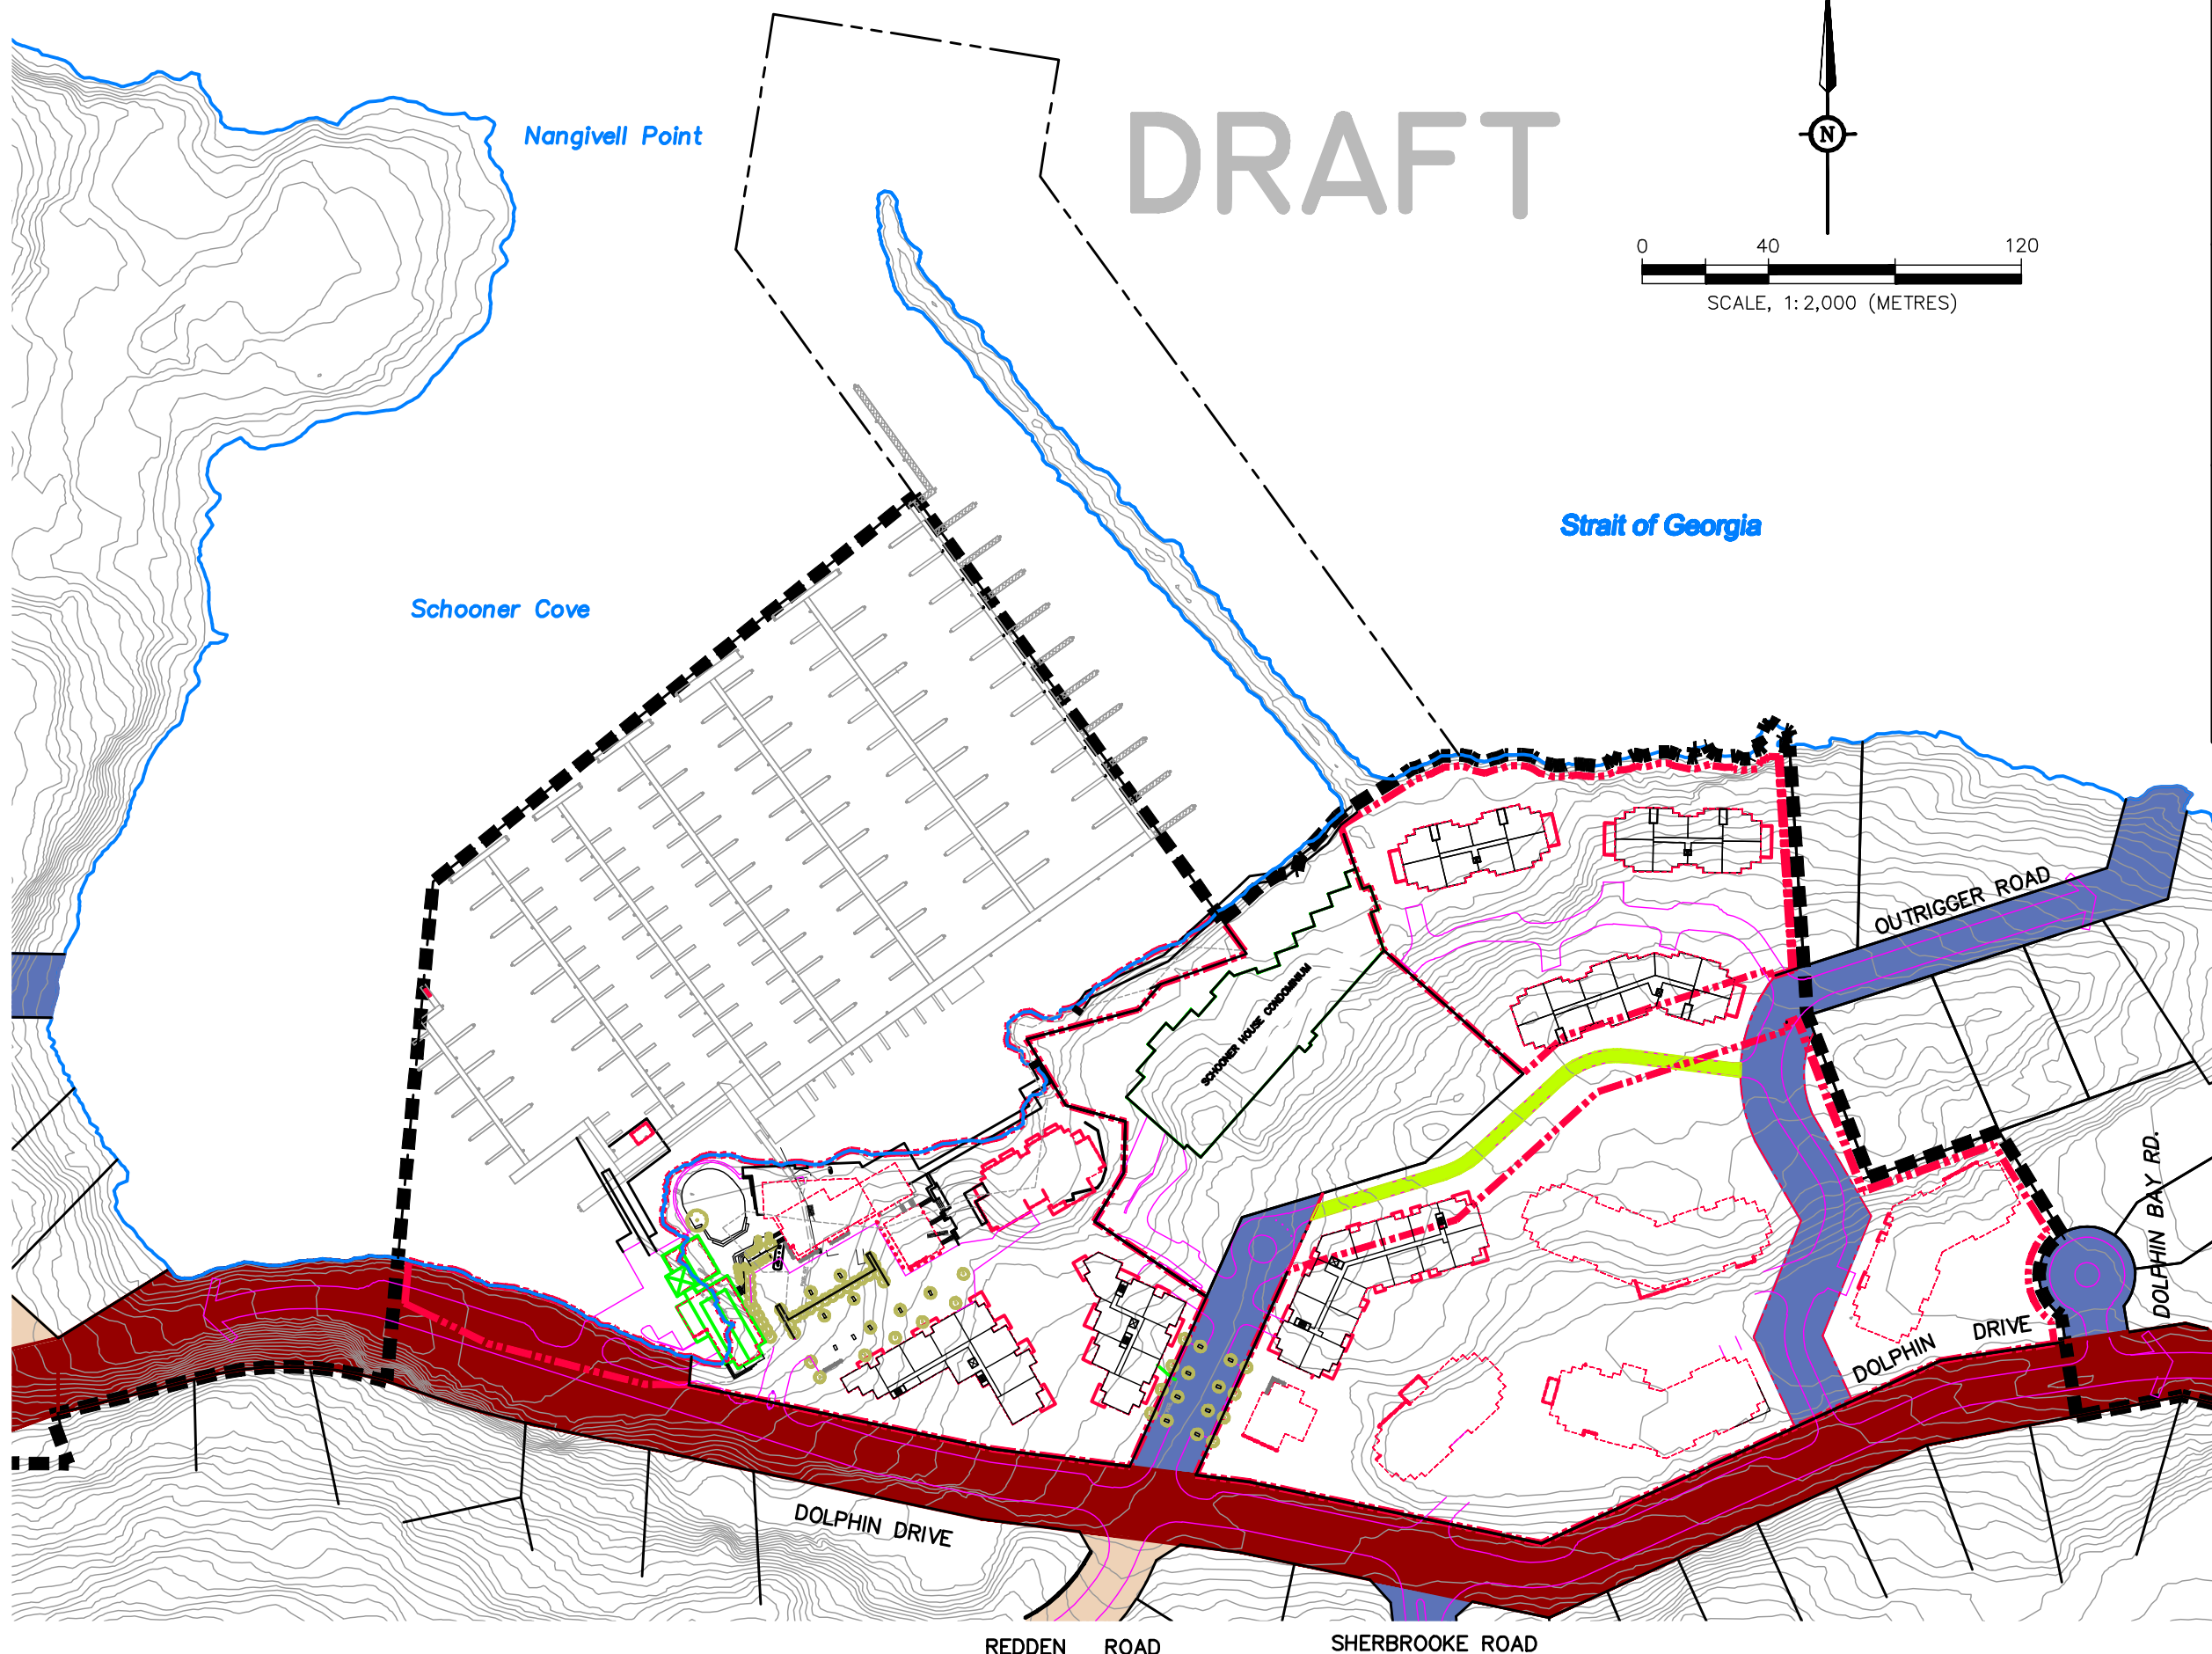 Nangivell Point
DRAFT
N
0 40 120
SCALE, 1: 2,000 (METRES)
Strait of Georgia
Schooner Cove
OUTRIGGER ROAD
SCHOONER HOUSE CONDOMINIUM
DOLPHIN BAY RD.
DOLPHIN DRIVE
DOLPHIN DRIVE
REDDEN ROAD
SHERBROOKE ROAD